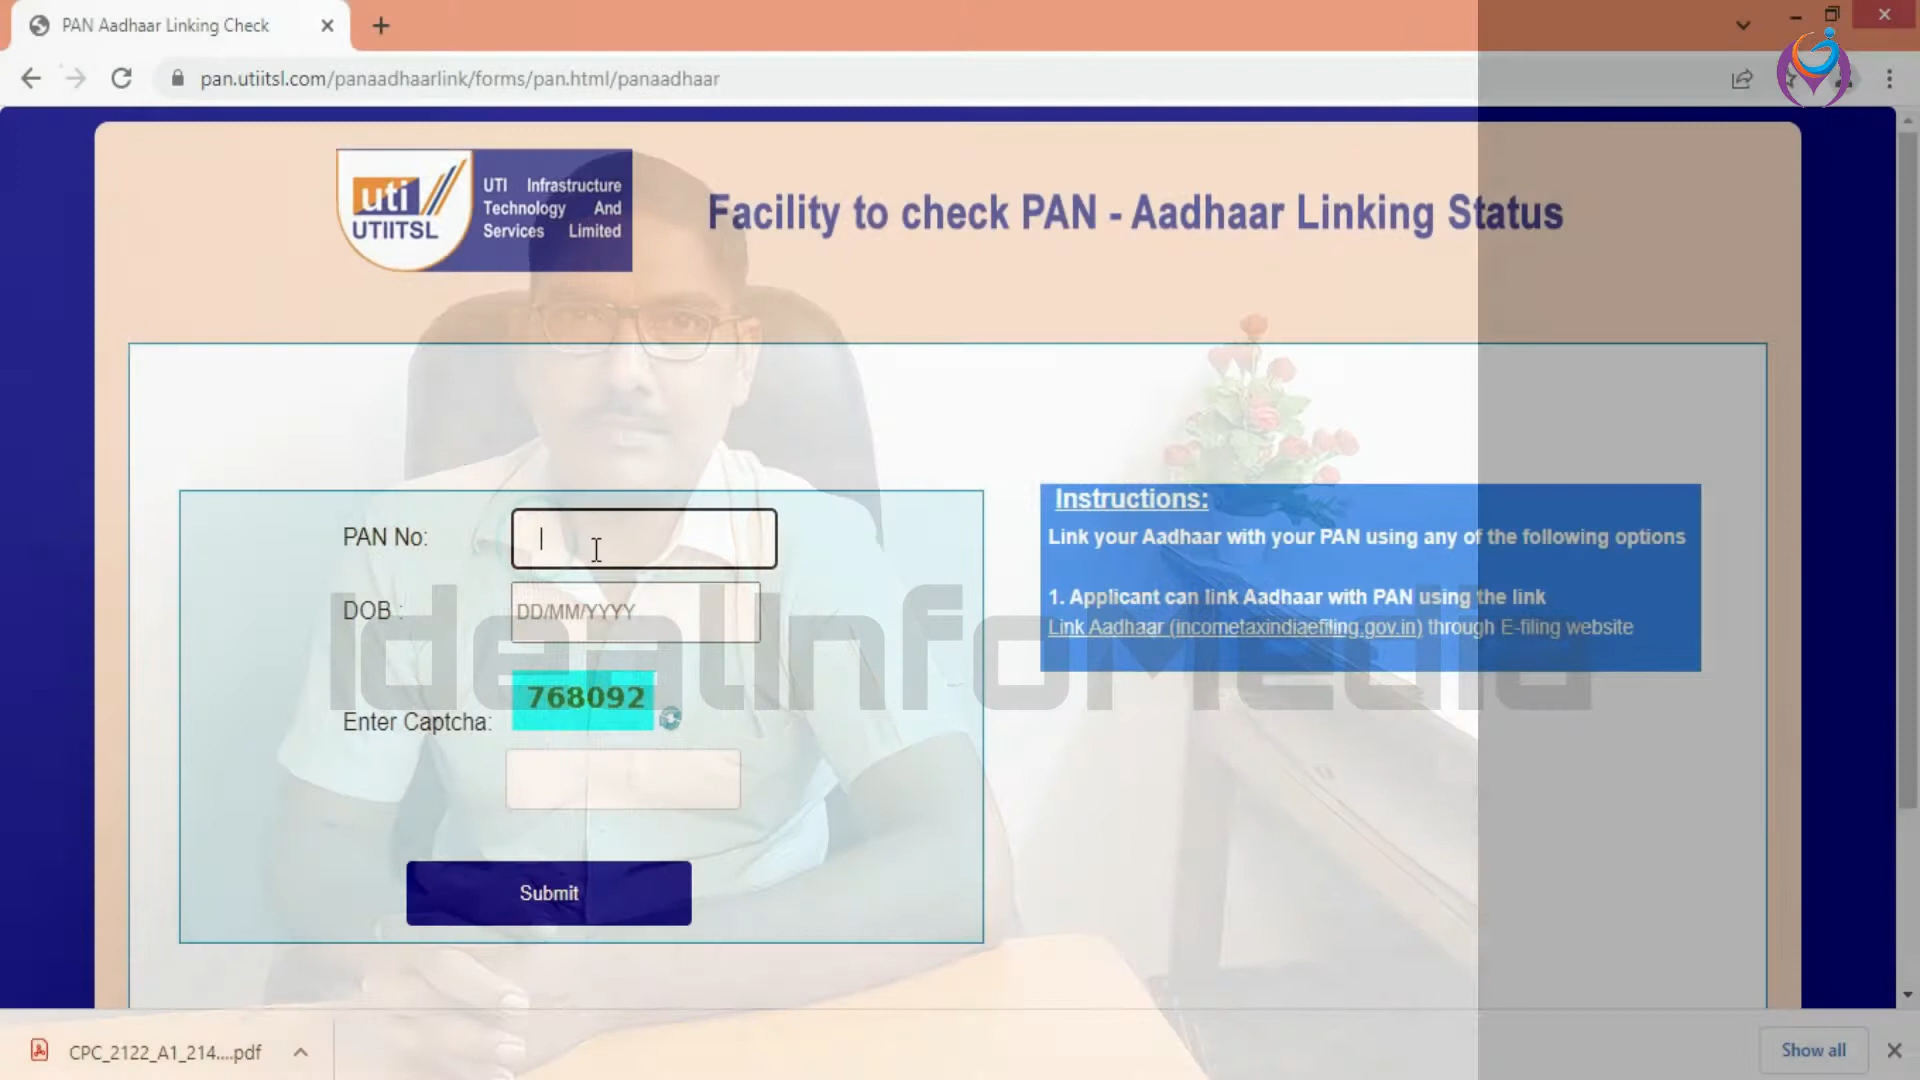 PAN Aadhaar Linking Check
pan.utiitsl.com/panaadhaarlink/forms/pan.html/panaadhaar
uti
UTIITSL
UTI Infrastructure
Technology And
Services Limited
Facility to check PAN - Aadhaar Linking Status
PAN No:
DOB :
DD/MM/YYYY
768092
Enter Captcha:
Submit
Instructions:
Link your Aadhaar with your PAN using any of the following options
1. Applicant can link Aadhaar with PAN using the link
Link Aadhaar (incometaxindiaefiling.gov.in) through E-filing website
IdealInfoMedia
CPC_2122_A1_214....pdf
Show all